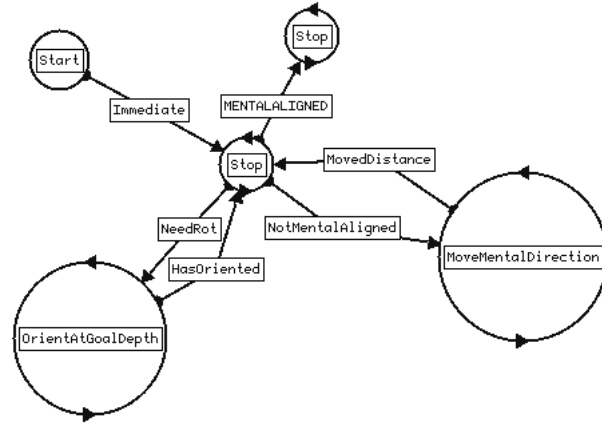 Stop
Start
Immediate
MENTALALIGNED
Stop
MovedDistance
NeedRot
NotMentalAligned
MoveMentalDirection
HasOriented
OrientAtGoalDepth